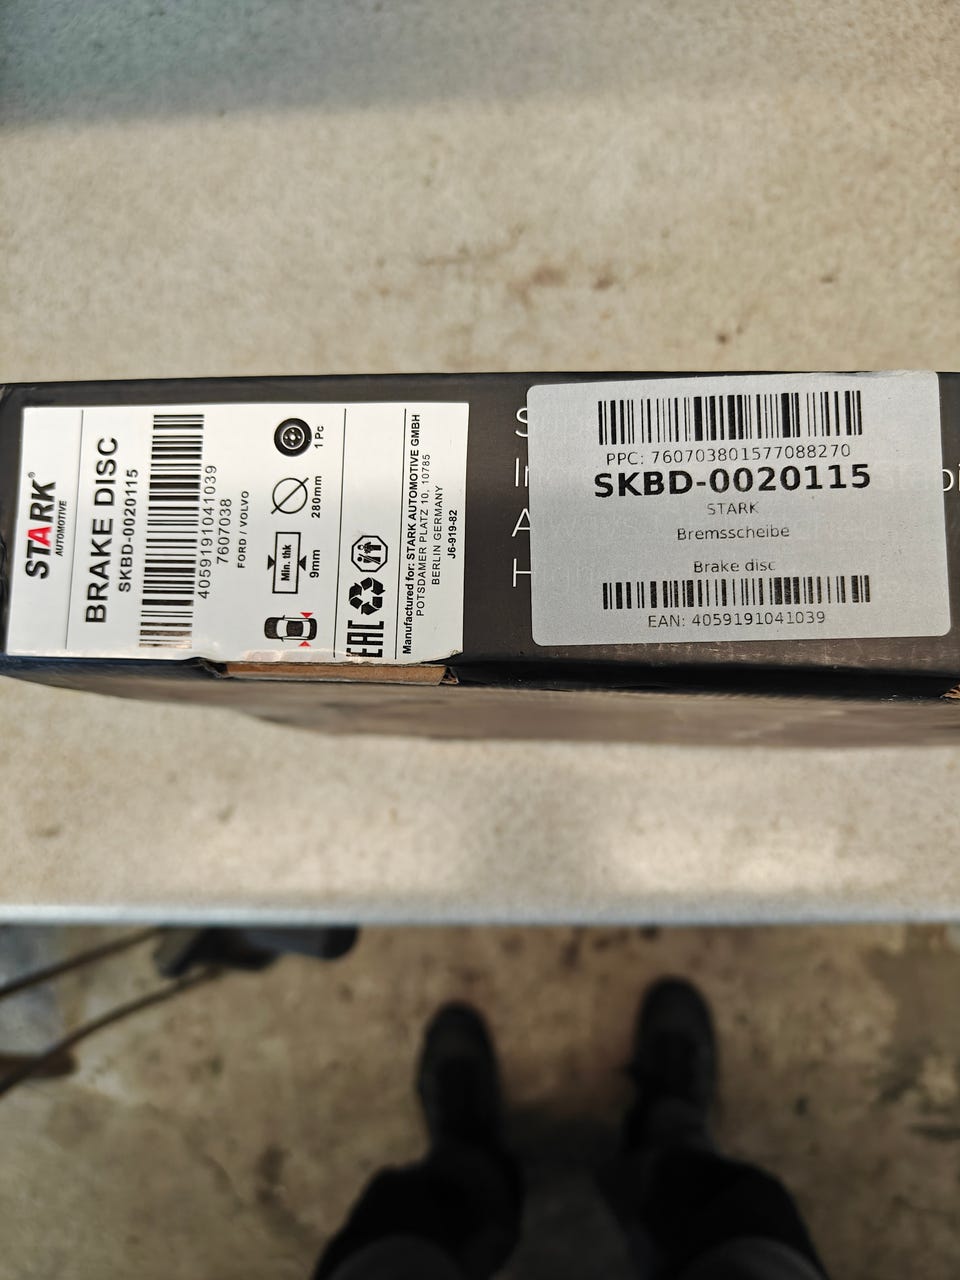 STARK®
AUTOMOTIVE
BRAKE DISC
SKBD-0020115
4059191041039
7607038
FORD / VOLVO
Min. thk
9mm
280mm
1 Pc
EAC
Manufactured for: STARK AUTOMOTIVE GMBH
POTSDAMER PLATZ 10, 10785
BERLIN GERMANY
J6-919-82
PPC: 760703801577088270
SKBD-0020115
STARK
Bremsscheibe
Brake disc
EAN: 4059191041039